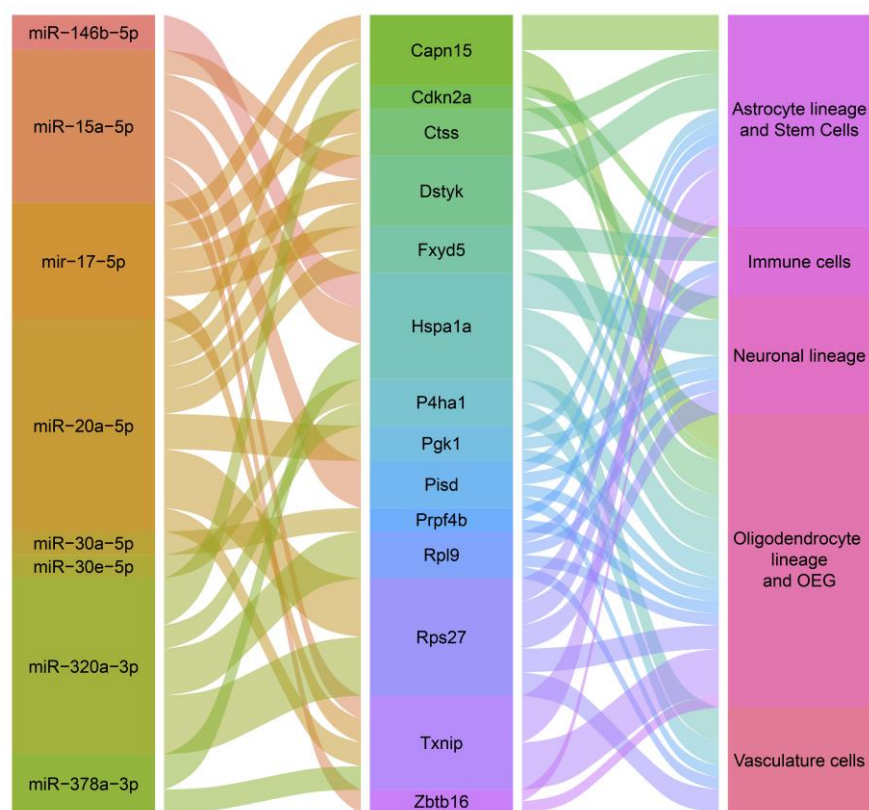 miR−146b−5p
miR−15a−5p
mir−17−5p
miR−20a−5p
miR−30a−5p
miR−30e−5p
miR−320a−3p
miR−378a−3p
Capn15
Cdkn2a
Ctss
Dstyk
Fxyd5
Hspa1a
P4ha1
Pgk1
Pisd
Prpf4b
Rpl9
Rps27
Txnip
Zbtb16
Astrocyte lineage
and Stem Cells
Immune cells
Neuronal lineage
Oligodendrocyte
lineage
and OEG
Vasculature cells